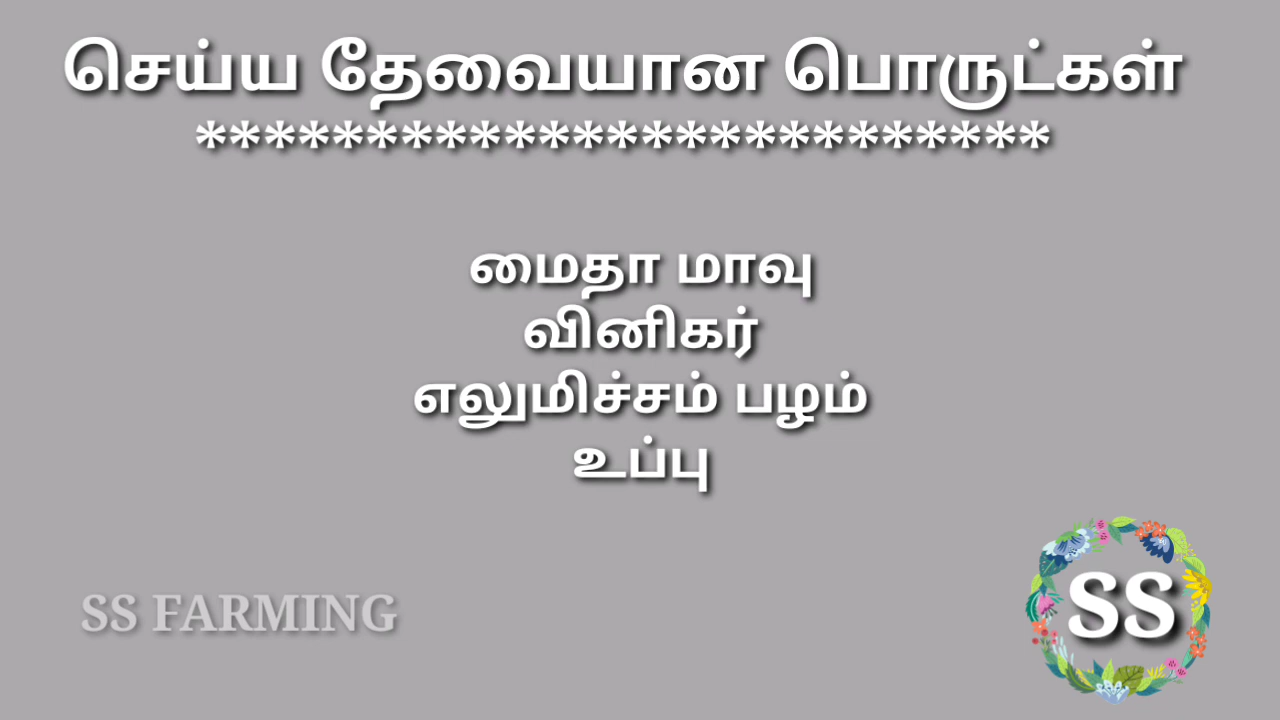 செய்ய தேவையான பொருட்கள்
*************************
மைதா மாவு
வினிகர்
எலுமிச்சம் பழம்
உப்பு
SS FARMING
SS